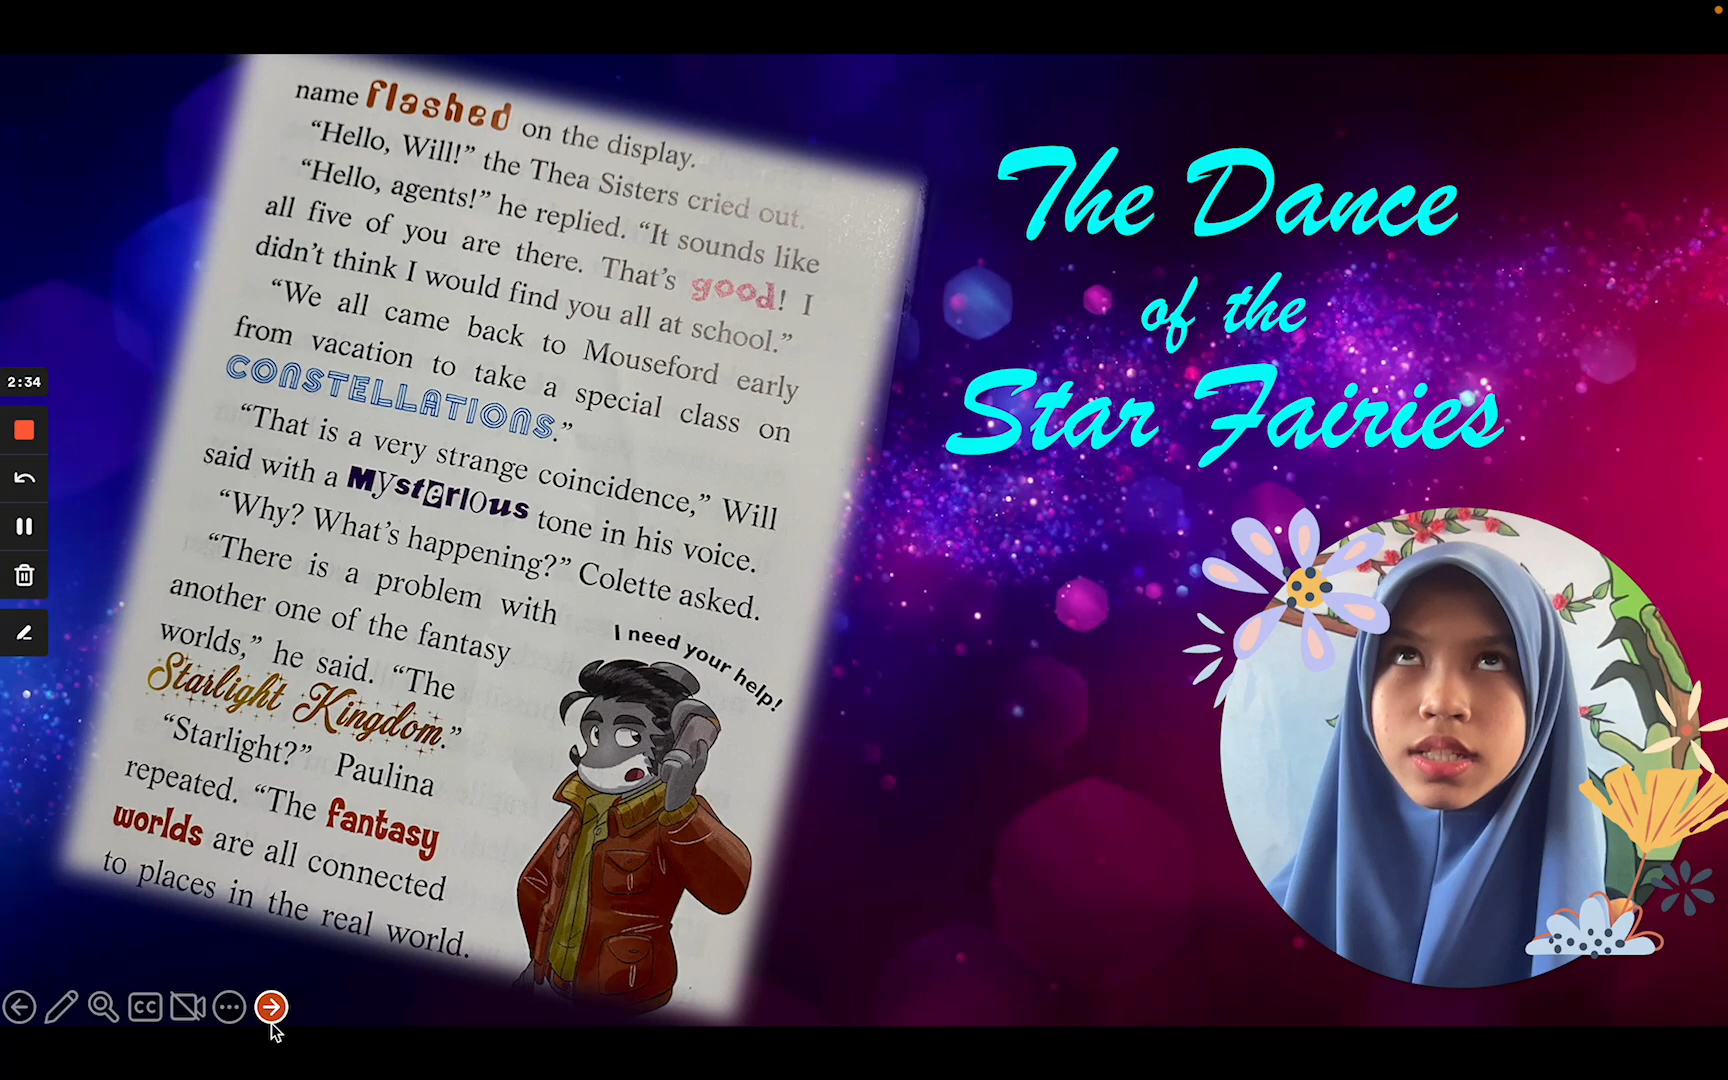 name flashed on the display.
“Hello, Will!” the Thea Sisters cried out.
“Hello, agents!” he replied. “It sounds like
all five of you are there. That’s good! I
didn’t think I would find you all at school.”
“We all came back to Mouseford early
from vacation to take a special class on
CONSTELLATIONS.”
“That is a very strange coincidence,” Will
said with a MysterIous tone in his voice.
“Why? What’s happening?” Colette asked.
“There is a problem with
another one of the fantasy
worlds,” he said. “The
Starlight Kingdom.”
“Starlight?” Paulina
repeated. “The fantasy
worlds are all connected
to places in the real world.
I need your help!
The Dance
of the
Star Fairies
2:34
CC